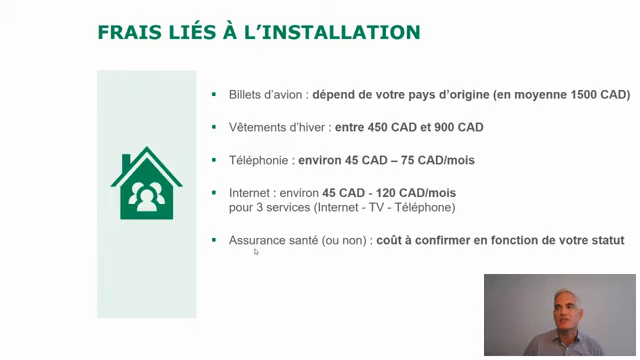 FRAIS LIÉS À L'INSTALLATION
Billets d'avion : dépend de votre pays d'origine (en moyenne 1500 CAD)
Vêtements d'hiver : entre 450 CAD et 900 CAD
Téléphonie : environ 45 CAD – 75 CAD/mois
Internet : environ 45 CAD - 120 CAD/mois
pour 3 services (Internet - TV - Téléphone)
Assurance santé (ou non) : coût à confirmer en fonction de votre statut